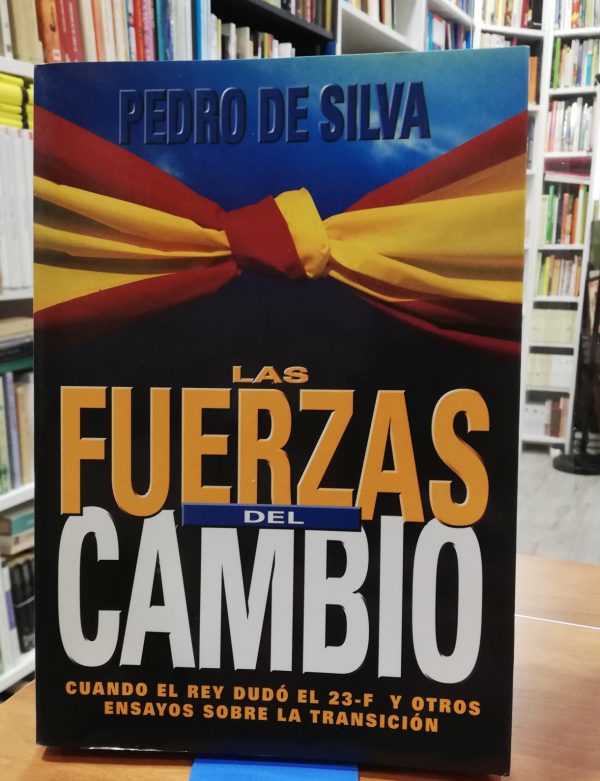 PEDRO DE SILVA
LAS
FUERZAS
DEL
CAMBIO
CUANDO EL REY DUDÓ EL 23-F Y OTROS
ENSAYOS SOBRE LA TRANSICIÓN